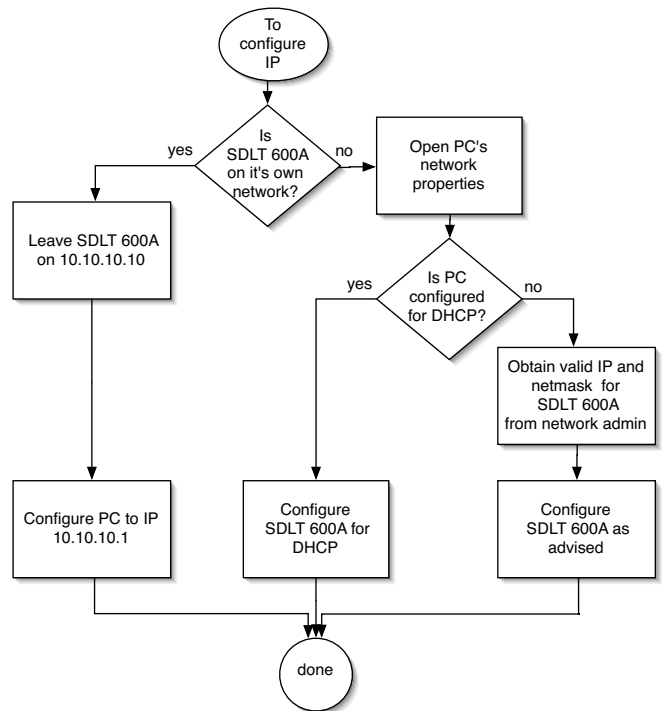 To
configure
IP
Is
SDLT 600A
on it's own
network?
yes
no
Open PC's
network
properties
Leave SDLT 600A
on 10.10.10.10
Is PC
configured
for DHCP?
yes
no
Obtain valid IP and
netmask for
SDLT 600A
from network admin
Configure PC to IP
10.10.10.1
Configure
SDLT 600A for
DHCP
Configure
SDLT 600A as
advised
done